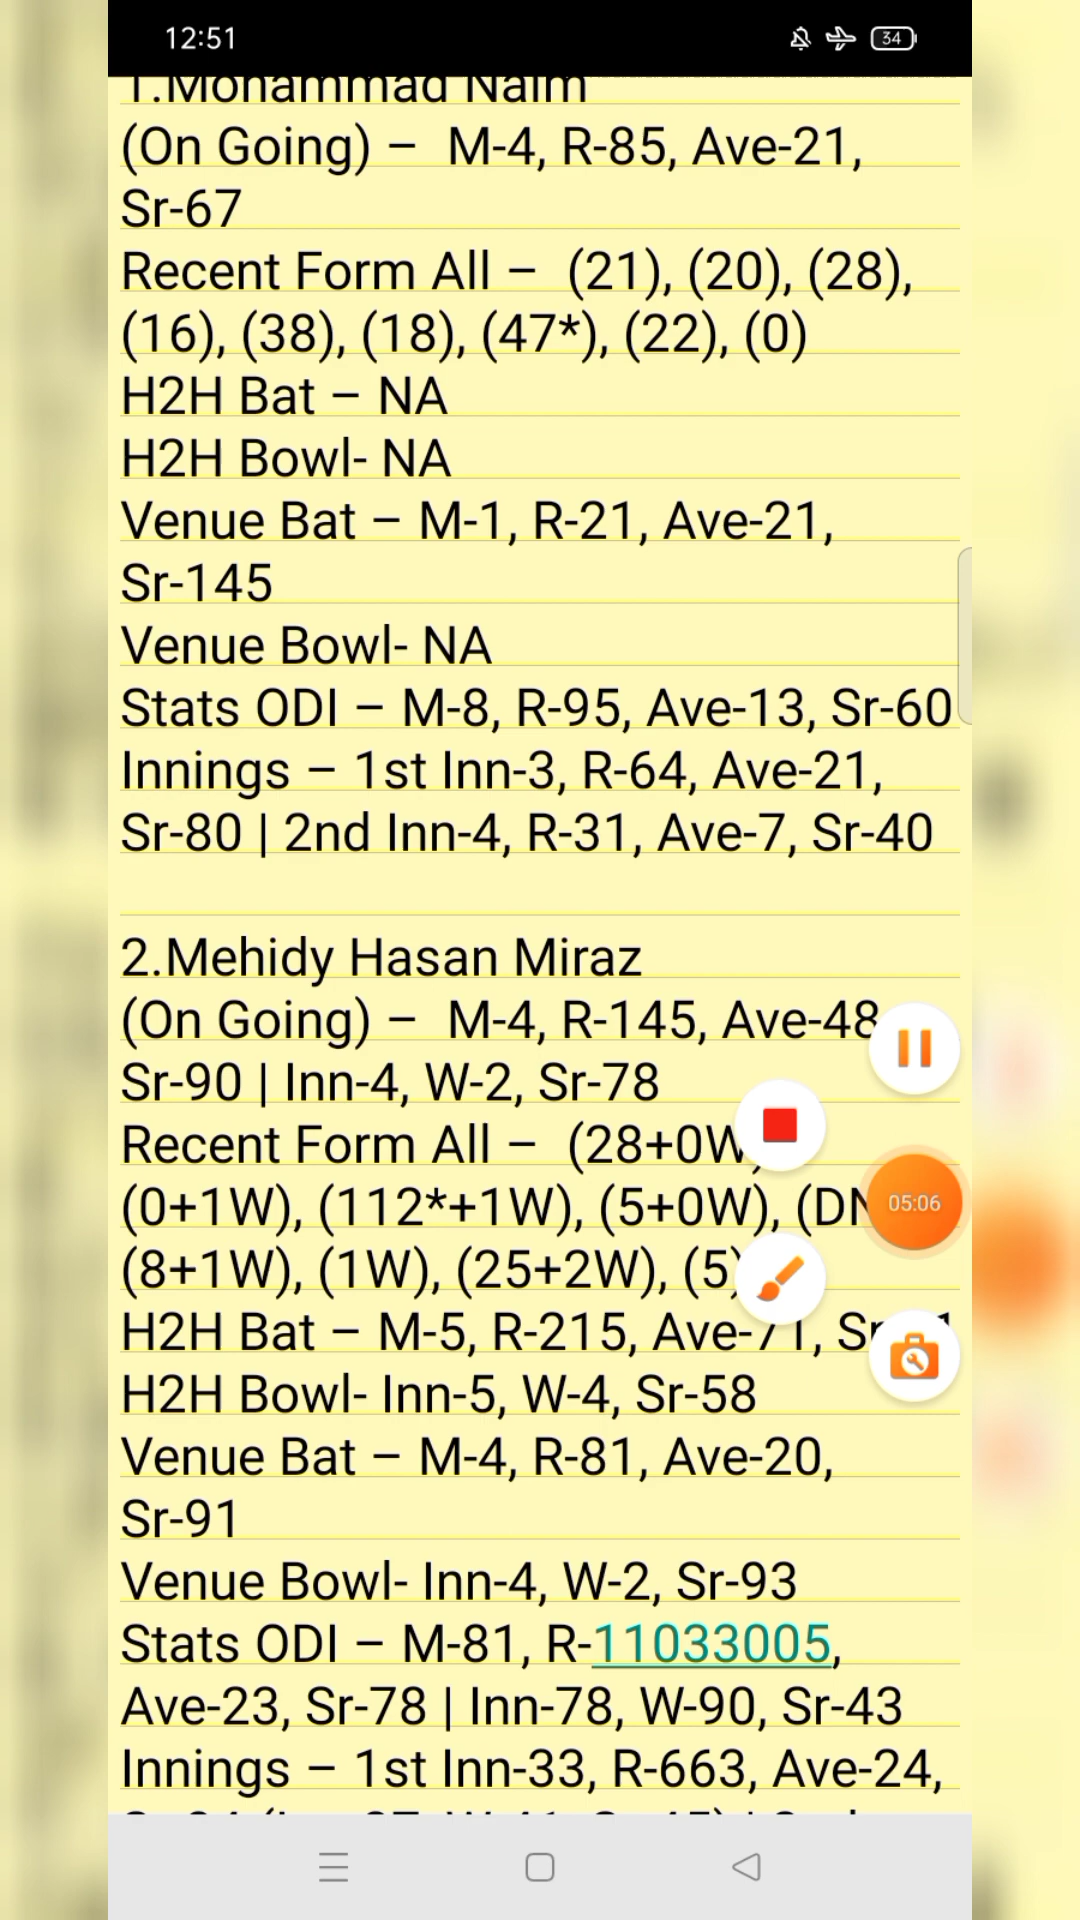 12:51
34
1.Mohammad Naim
(On Going) – M-4, R-85, Ave-21,
Sr-67
Recent Form All – (21), (20), (28),
(16), (38), (18), (47*), (22), (0)
H2H Bat – NA
H2H Bowl- NA
Venue Bat – M-1, R-21, Ave-21,
Sr-145
Venue Bowl- NA
Stats ODI – M-8, R-95, Ave-13, Sr-60
Innings – 1st Inn-3, R-64, Ave-21,
Sr-80 | 2nd Inn-4, R-31, Ave-7, Sr-40
2.Mehidy Hasan Miraz
(On Going) – M-4, R-145, Ave-48
Sr-90 | Inn-4, W-2, Sr-78
Recent Form All – (28+0W),
(0+1W), (112*+1W), (5+0W),
05:06
(8+1W), (1W), (25+2W), (5)
H2H Bat – M-5, R-215, Ave-71,
H2H Bowl- Inn-5, W-4, Sr-58
Venue Bat – M-4, R-81, Ave-20,
Sr-91
Venue Bowl- Inn-4, W-2, Sr-93
Stats ODI – M-81, R-11033005,
Ave-23, Sr-78 | Inn-78, W-90, Sr-43
Innings – 1st Inn-33, R-663, Ave-24,